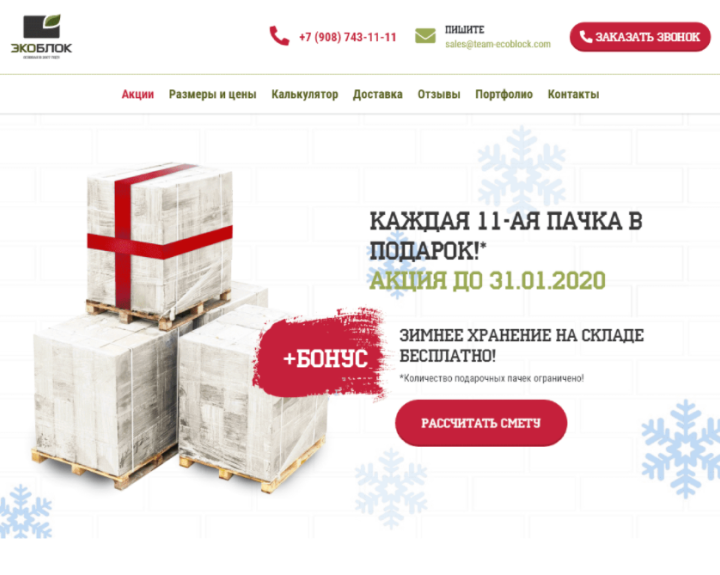 ЭКОБЛОК
+7 (908) 743-11-11
ПИШИТЕ
sales@team-ecoblock.com
ЗАКАЗАТЬ ЗВОНОК
Акции Размеры и цены Калькулятор Доставка Отзывы Портфолио Контакты
КАЖДАЯ 11-АЯ ПАЧКА В
ПОДАРОК!*
АКЦИЯ ДО 31.01.2020
+БОНУС
ЗИМНЕЕ ХРАНЕНИЕ НА СКЛАДЕ
БЕСПЛАТНО!
*Количество подарочных пачек ограничено!
РАССЧИТАТЬ СМЕТУ